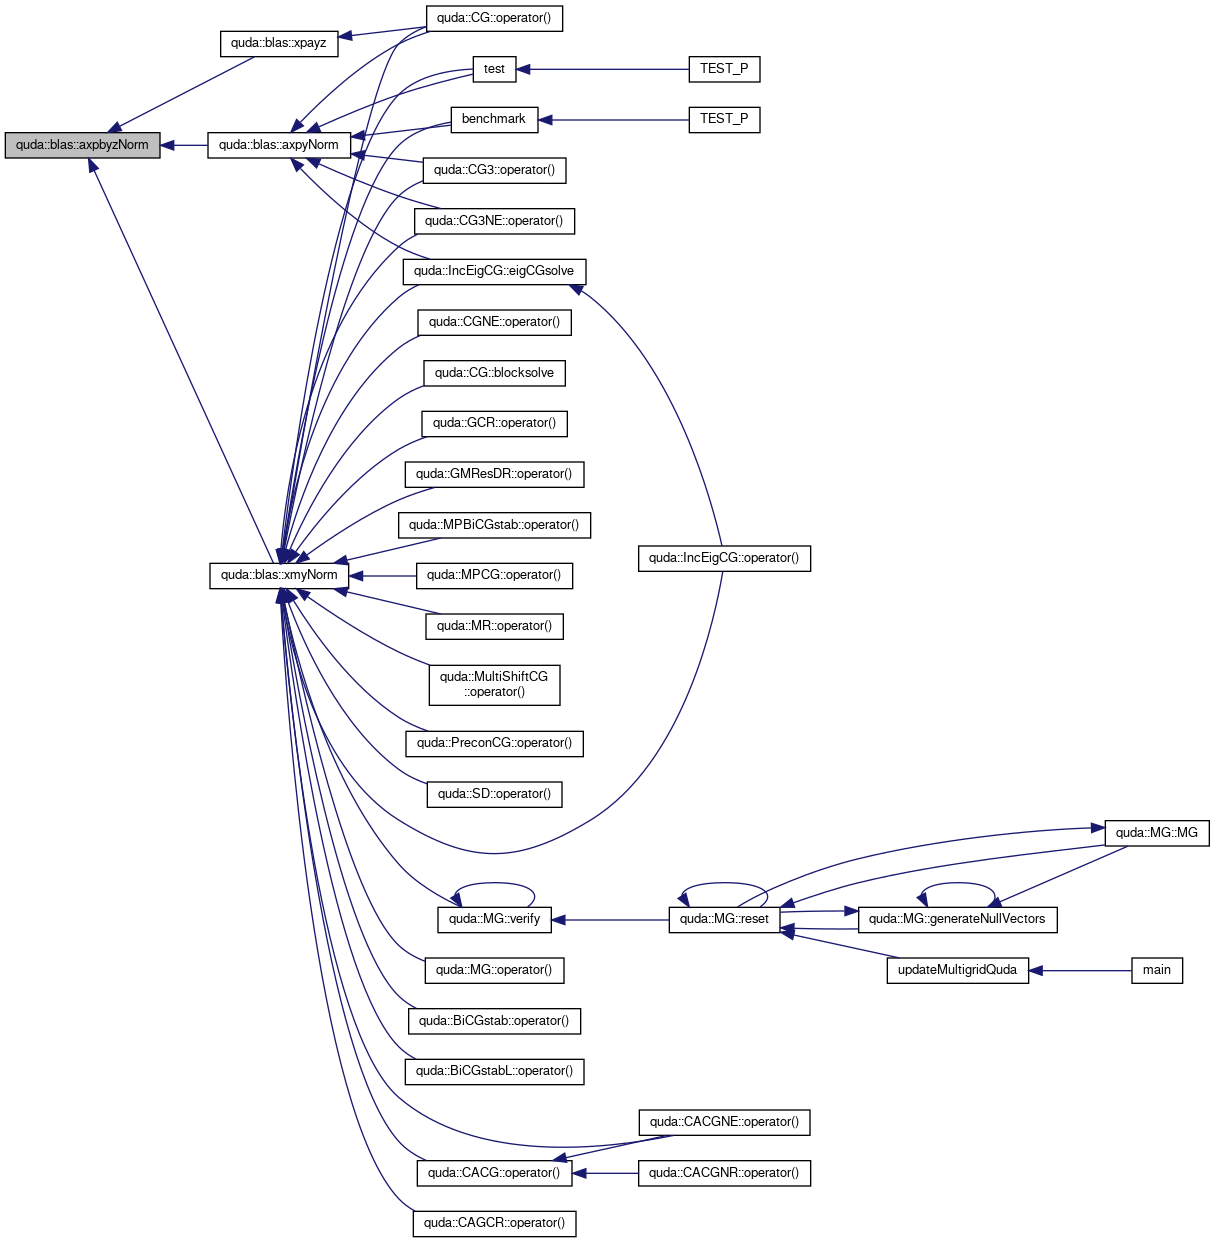 quda::CG::operator()
quda::blas::xpayz
test
TEST_P
benchmark
TEST_P
quda::blas::axpbyzNorm
quda::blas::axpyNorm
quda::CG3::operator()
quda::CG3NE::operator()
quda::IncEigCG::eigCGsolve
quda::CGNE::operator()
quda::CG::blocksolve
quda::GCR::operator()
quda::GMResDR::operator()
quda::MPBiCGstab::operator()
quda::IncEigCG::operator()
quda::blas::xmyNorm
quda::MPCG::operator()
quda::MR::operator()
quda::MultiShiftCG
::operator()
quda::PreconCG::operator()
quda::SD::operator()
quda::MG::MG
quda::MG::verify
quda::MG::reset
quda::MG::generateNullVectors
quda::MG::operator()
updateMultigridQuda
main
quda::BiCGstab::operator()
quda::BiCGstabL::operator()
quda::CACGNE::operator()
quda::CACG::operator()
quda::CACGNR::operator()
quda::CAGCR::operator()